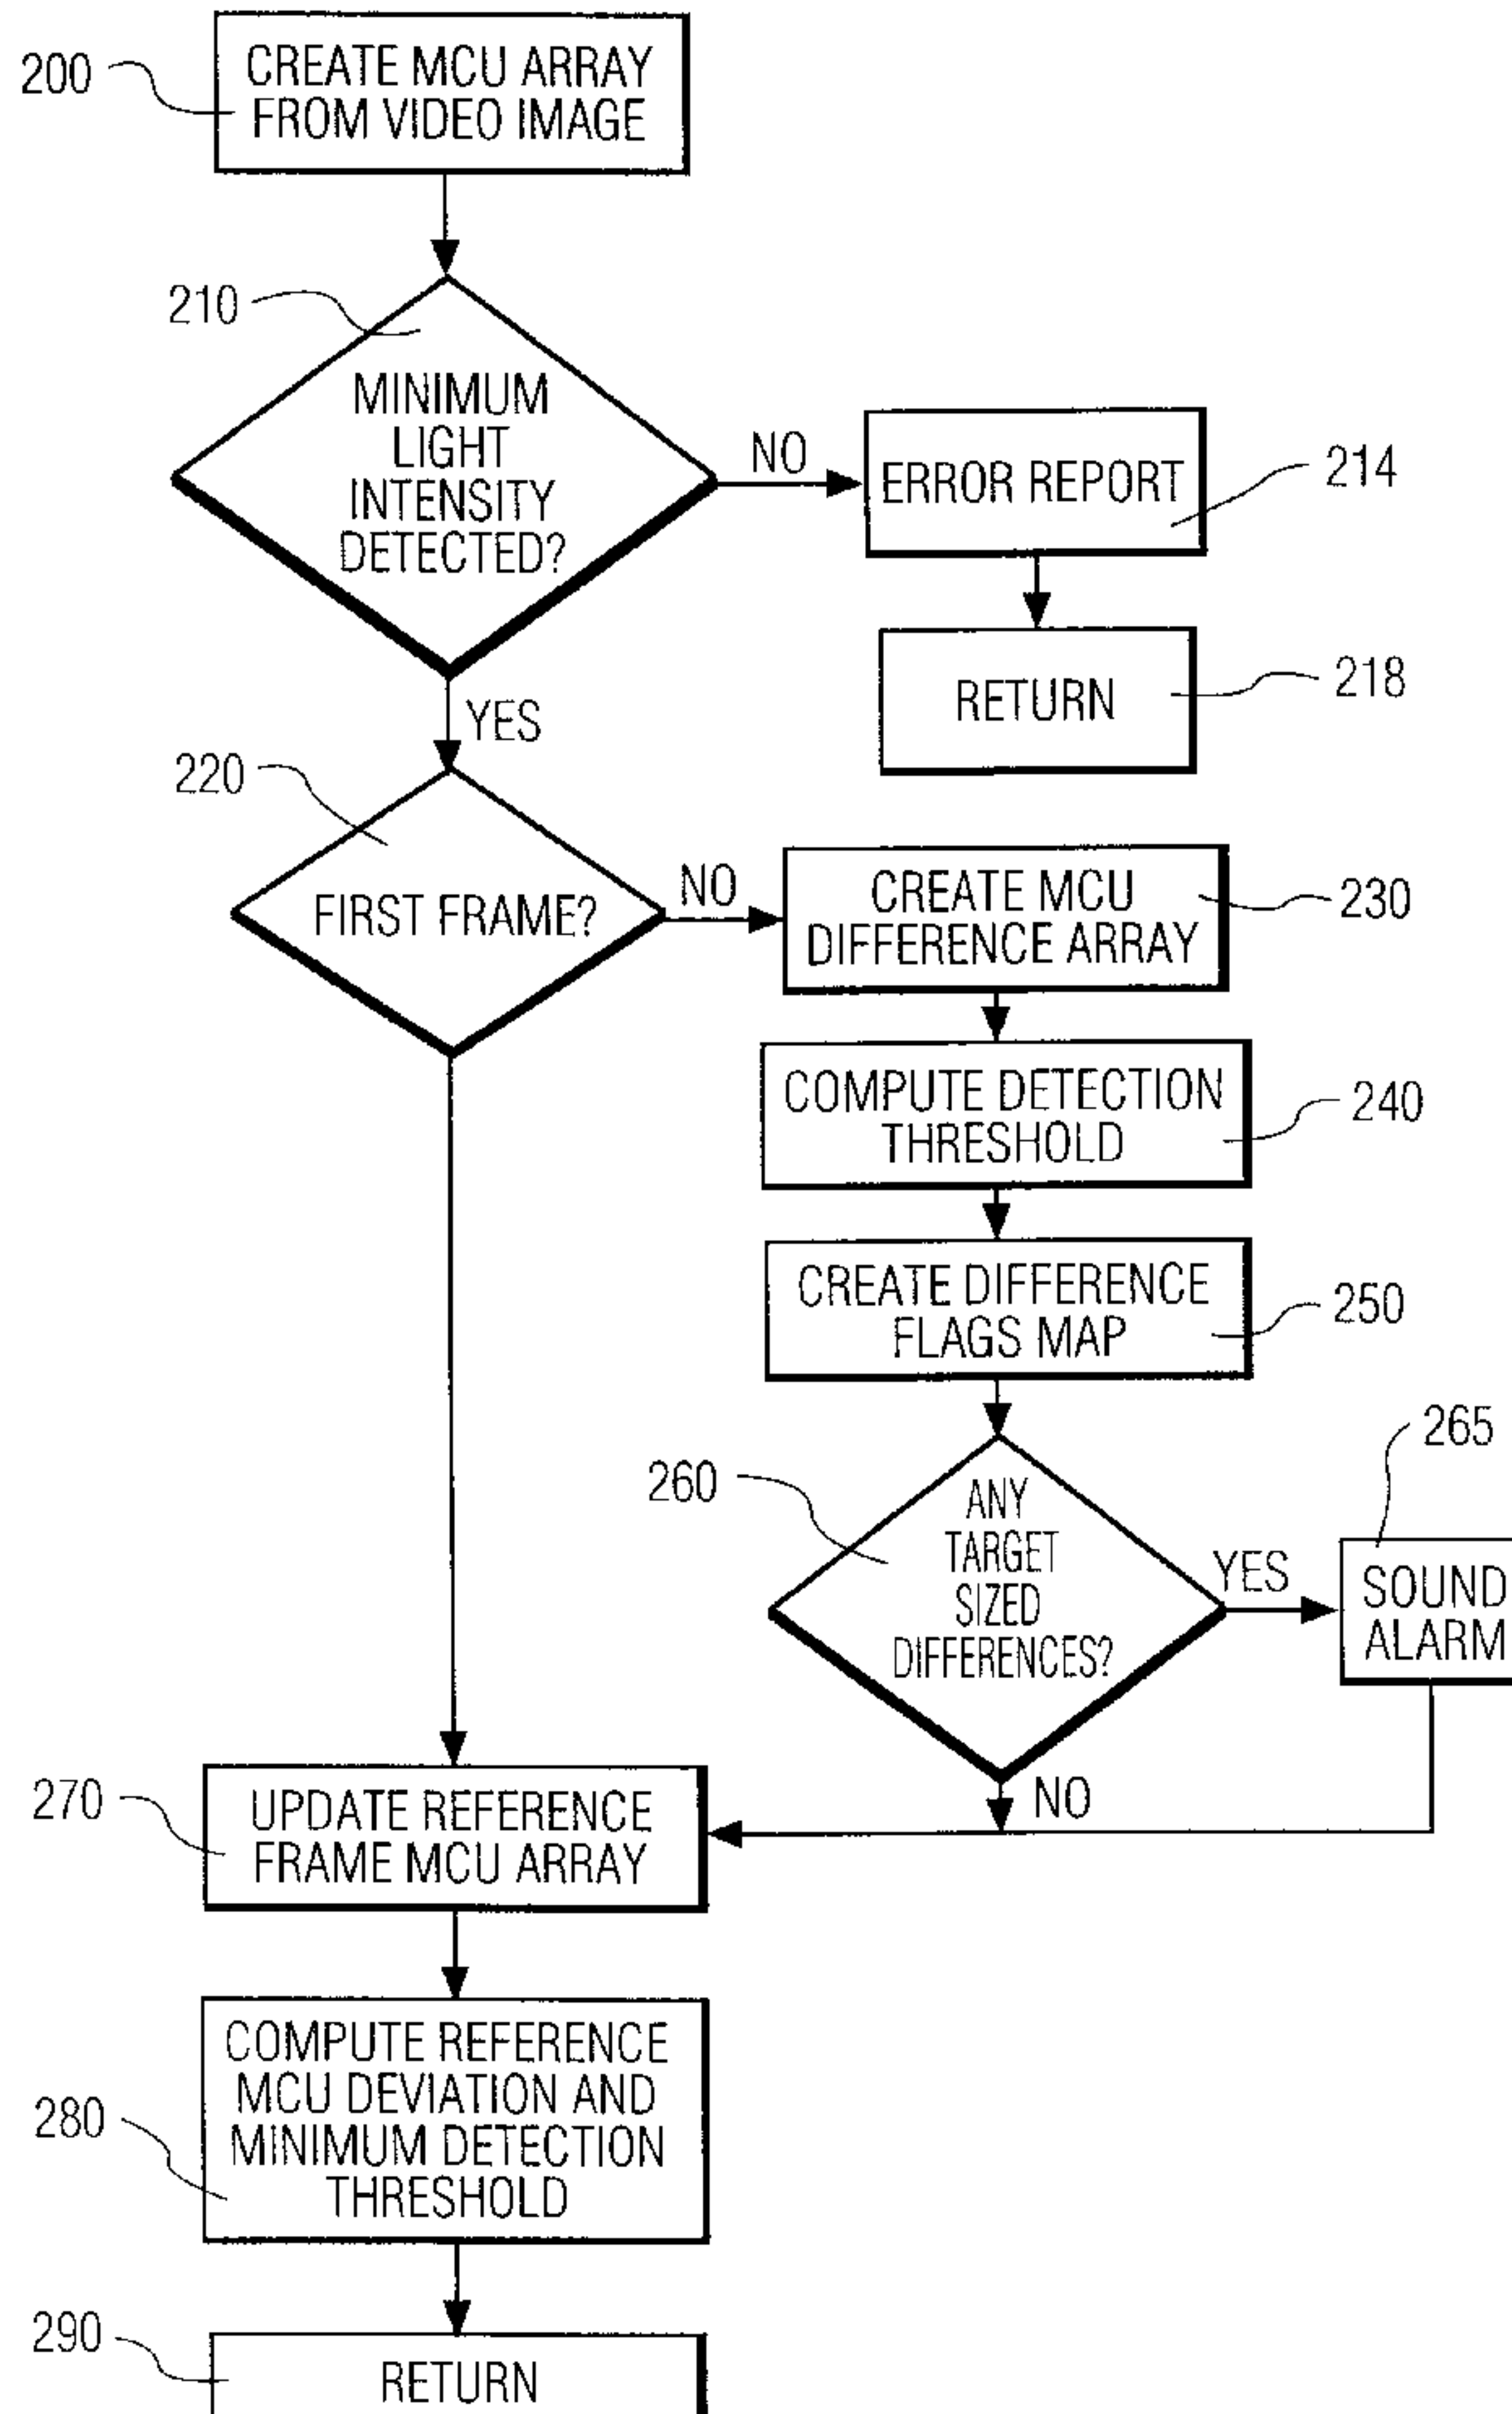 200
CREATE MCU ARRAY
FROM VIDEO IMAGE
210
MINIMUM
LIGHT
INTENSITY
DETECTED?
NO
ERROR REPORT
214
RETURN
218
YES
220
FIRST FRAME?
NO
CREATE MCU
DIFFERENCE ARRAY
230
COMPUTE DETECTION
THRESHOLD
240
CREATE DIFFERENCE
FLAGS MAP
250
260
ANY
TARGET
SIZED
DIFFERENCES?
YES
265
SOUND
ALARM
NO
270
UPDATE REFERENCE
FRAME MCU ARRAY
280
COMPUTE REFERENCE
MCU DEVIATION AND
MINIMUM DETECTION
THRESHOLD
290
RETURN